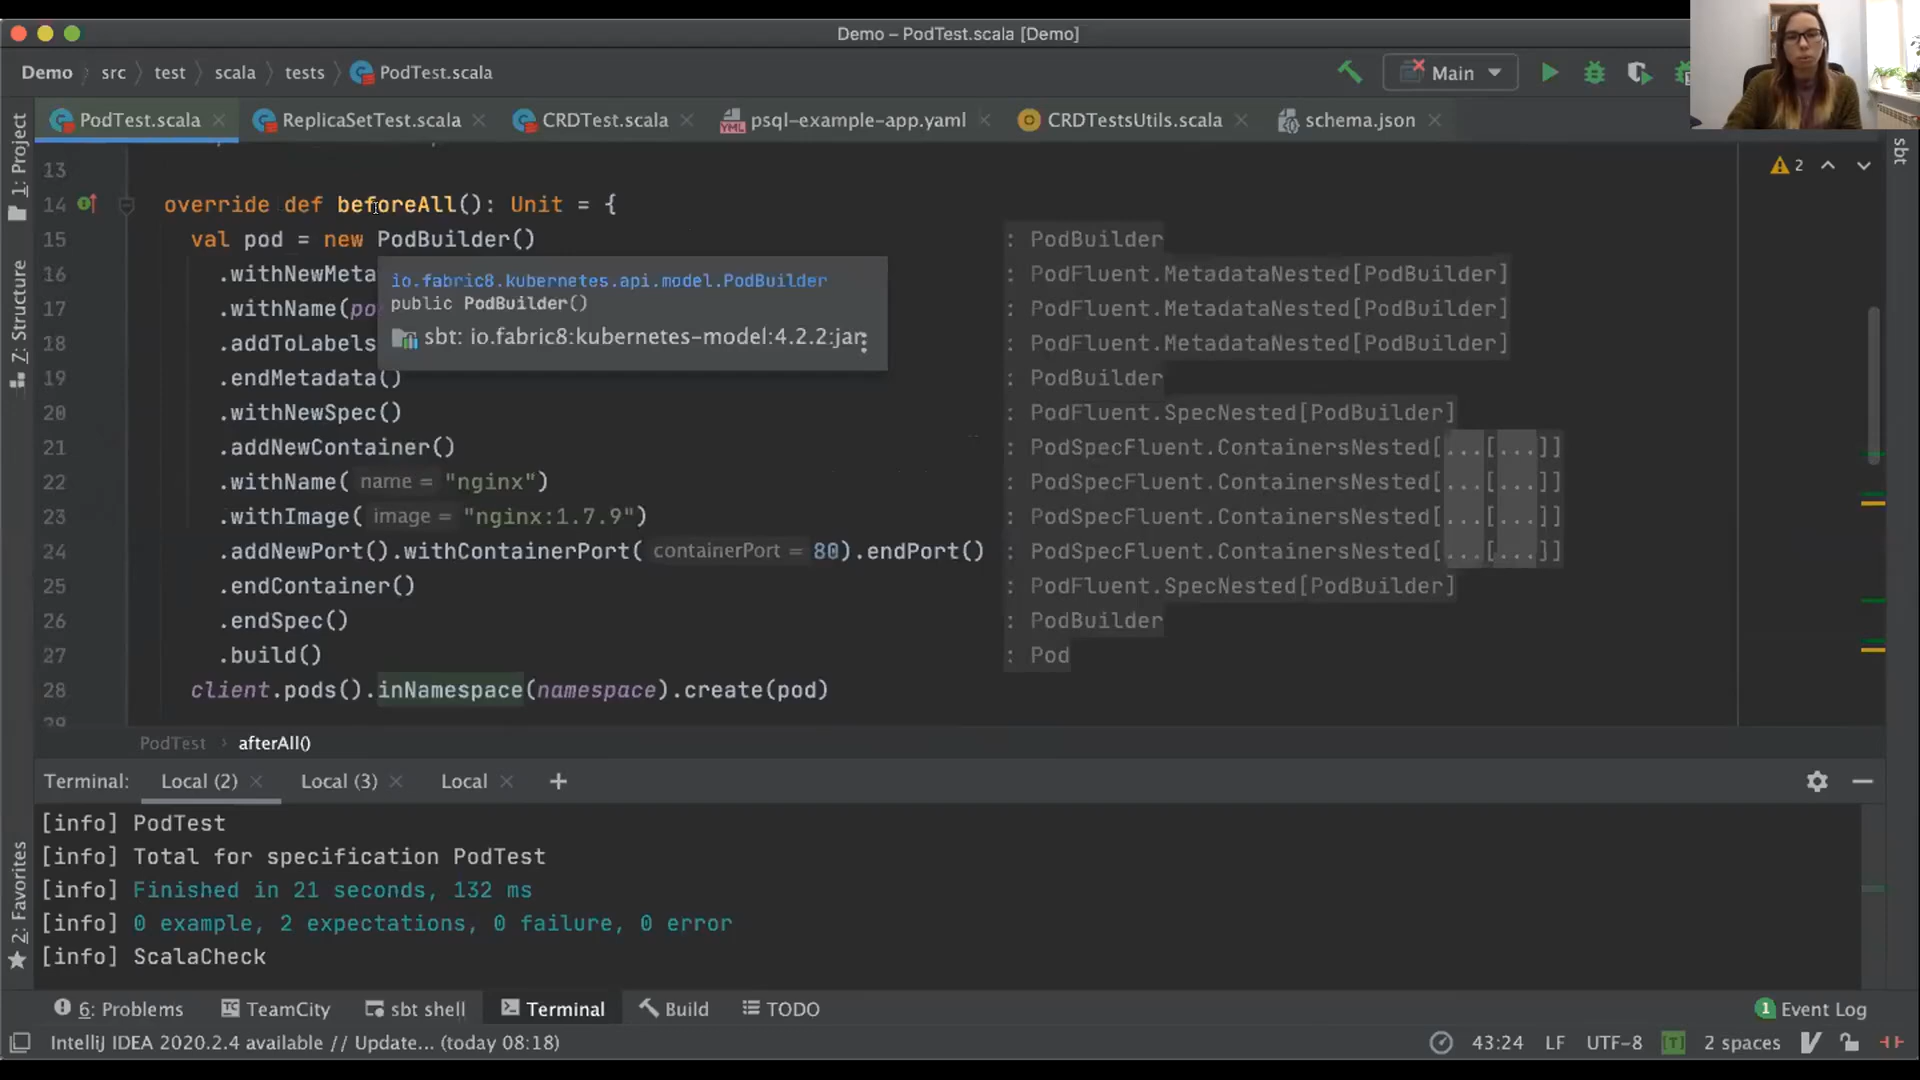 Demo – PodTest.scala [Demo]
Demo src test scala tests PodTest.scala
Main
PodTest.scala ReplicaSetTest.scala CRDTest.scala psql-example-app.yaml CRDTestsUtils.scala schema.json
1: Project
7: Structure
2: Favorites
sbt
2
13
14 override def beforeAll(): Unit = {
15 val pod = new PodBuilder() : PodBuilder
16 .withNewMeta : PodFluent.MetadataNested[PodBuilder]
17 .withName(po : PodFluent.MetadataNested[PodBuilder]
18 .addToLabels : PodFluent.MetadataNested[PodBuilder]
io.fabric8.kubernetes.api.model.PodBuilder
public PodBuilder()
sbt: io.fabric8:kubernetes-model:4.2.2:jar
19 .endMetadata() : PodBuilder
20 .withNewSpec() : PodFluent.SpecNested[PodBuilder]
21 .addNewContainer() : PodSpecFluent.ContainersNested[...[...]]
22 .withName( name = "nginx") : PodSpecFluent.ContainersNested[...[...]]
23 .withImage( image = "nginx:1.7.9") : PodSpecFluent.ContainersNested[...[...]]
24 .addNewPort().withContainerPort( containerPort = 80).endPort() : PodSpecFluent.ContainersNested[...[...]]
25 .endContainer() : PodFluent.SpecNested[PodBuilder]
26 .endSpec() : PodBuilder
27 .build() : Pod
28 client.pods().inNamespace(namespace).create(pod)
29
PodTest afterAll()
Terminal: Local (2) Local (3) Local +
[info] PodTest
[info] Total for specification PodTest
[info] Finished in 21 seconds, 132 ms
[info] 0 example, 2 expectations, 0 failure, 0 error
[info] ScalaCheck
6: Problems TeamCity sbt shell Terminal Build TODO 1 Event Log
IntelliJ IDEA 2020.2.4 available // Update... (today 08:18) 43:24 LF UTF-8 [T] 2 spaces